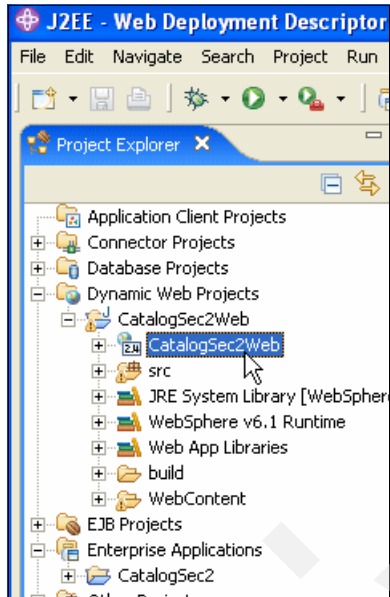 J2EE - Web Deployment Descriptor
File Edit Navigate Search Project Run
Project Explorer
Application Client Projects
Connector Projects
Database Projects
Dynamic Web Projects
CatalogSec2Web
2.4 CatalogSec2Web
src
JRE System Library [WebSphere
WebSphere v6.1 Runtime
Web App Libraries
build
WebContent
EJB Projects
Enterprise Applications
CatalogSec2